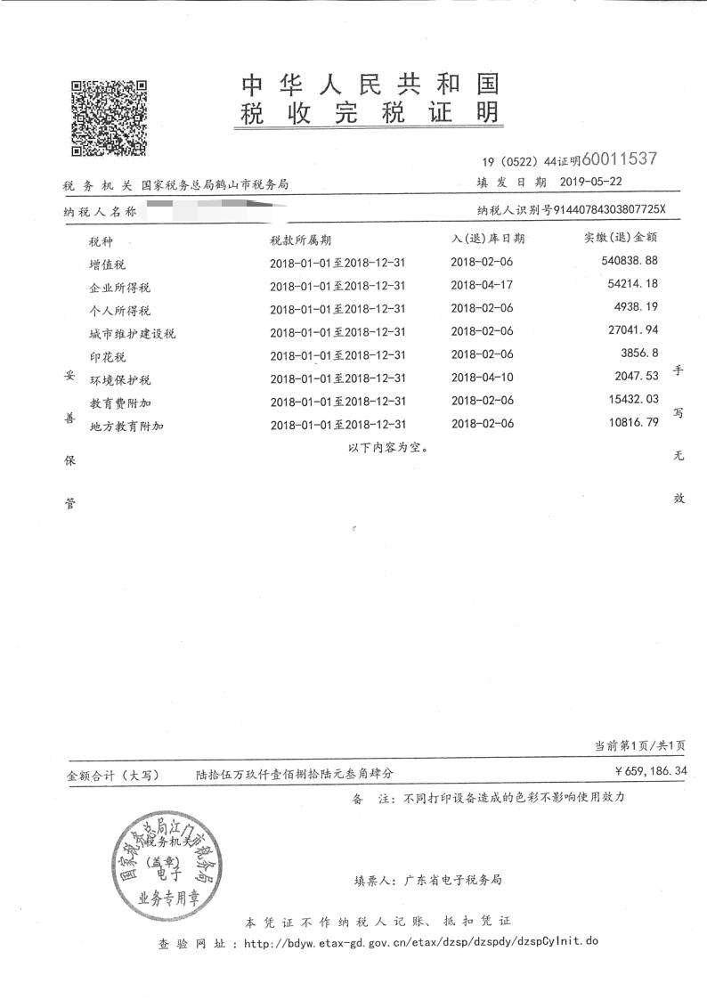 中华人民共和国
税收完税证明
19（0522）44证明60011537
税务机关 国家税务总局鹤山市税务局 填发日期 2019-05-22
纳税人名称 纳税人识别号91440784303807725X
税种 税款所属期 入(退)库日期 实缴(退)金额
增值税 2018-01-01至2018-12-31 2018-02-06 540838.88
企业所得税 2018-01-01至2018-12-31 2018-04-17 54214.18
个人所得税 2018-01-01至2018-12-31 2018-02-06 4938.19
城市维护建设税 2018-01-01至2018-12-31 2018-02-06 27041.94
印花税 2018-01-01至2018-12-31 2018-02-06 3856.8
环境保护税 2018-01-01至2018-12-31 2018-04-10 2047.53
教育费附加 2018-01-01至2018-12-31 2018-02-06 15432.03
地方教育附加 2018-01-01至2018-12-31 2018-02-06 10816.79
以下内容为空。
妥善保管
手写无效
当前第1页/共1页
金额合计（大写） 陆拾伍万玖仟壹佰捌拾陆元叁角肆分 ￥659,186.34
备 注：不同打印设备造成的色彩不影响使用效力
国家税务总局江门市税务局
税务机关
(盖章)
电子
业务专用章
填票人：广东省电子税务局
本凭证不作纳税人记账、抵扣凭证
查验网址：http://bdyw.etax-gd.gov.cn/etax/dzsp/dzspdy/dzspCyInit.do